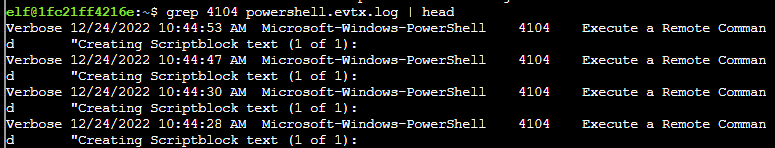 elf@1fc21ff4216e:~$ grep 4104 powershell.evtx.log | head
Verbose 12/24/2022 10:44:53 AM  Microsoft-Windows-PowerShell    4104    Execute a Remote Comman
d       "Creating Scriptblock text (1 of 1):
Verbose 12/24/2022 10:44:47 AM  Microsoft-Windows-PowerShell    4104    Execute a Remote Comman
d       "Creating Scriptblock text (1 of 1):
Verbose 12/24/2022 10:44:30 AM  Microsoft-Windows-PowerShell    4104    Execute a Remote Comman
d       "Creating Scriptblock text (1 of 1):
Verbose 12/24/2022 10:44:28 AM  Microsoft-Windows-PowerShell    4104    Execute a Remote Comman
d       "Creating Scriptblock text (1 of 1):